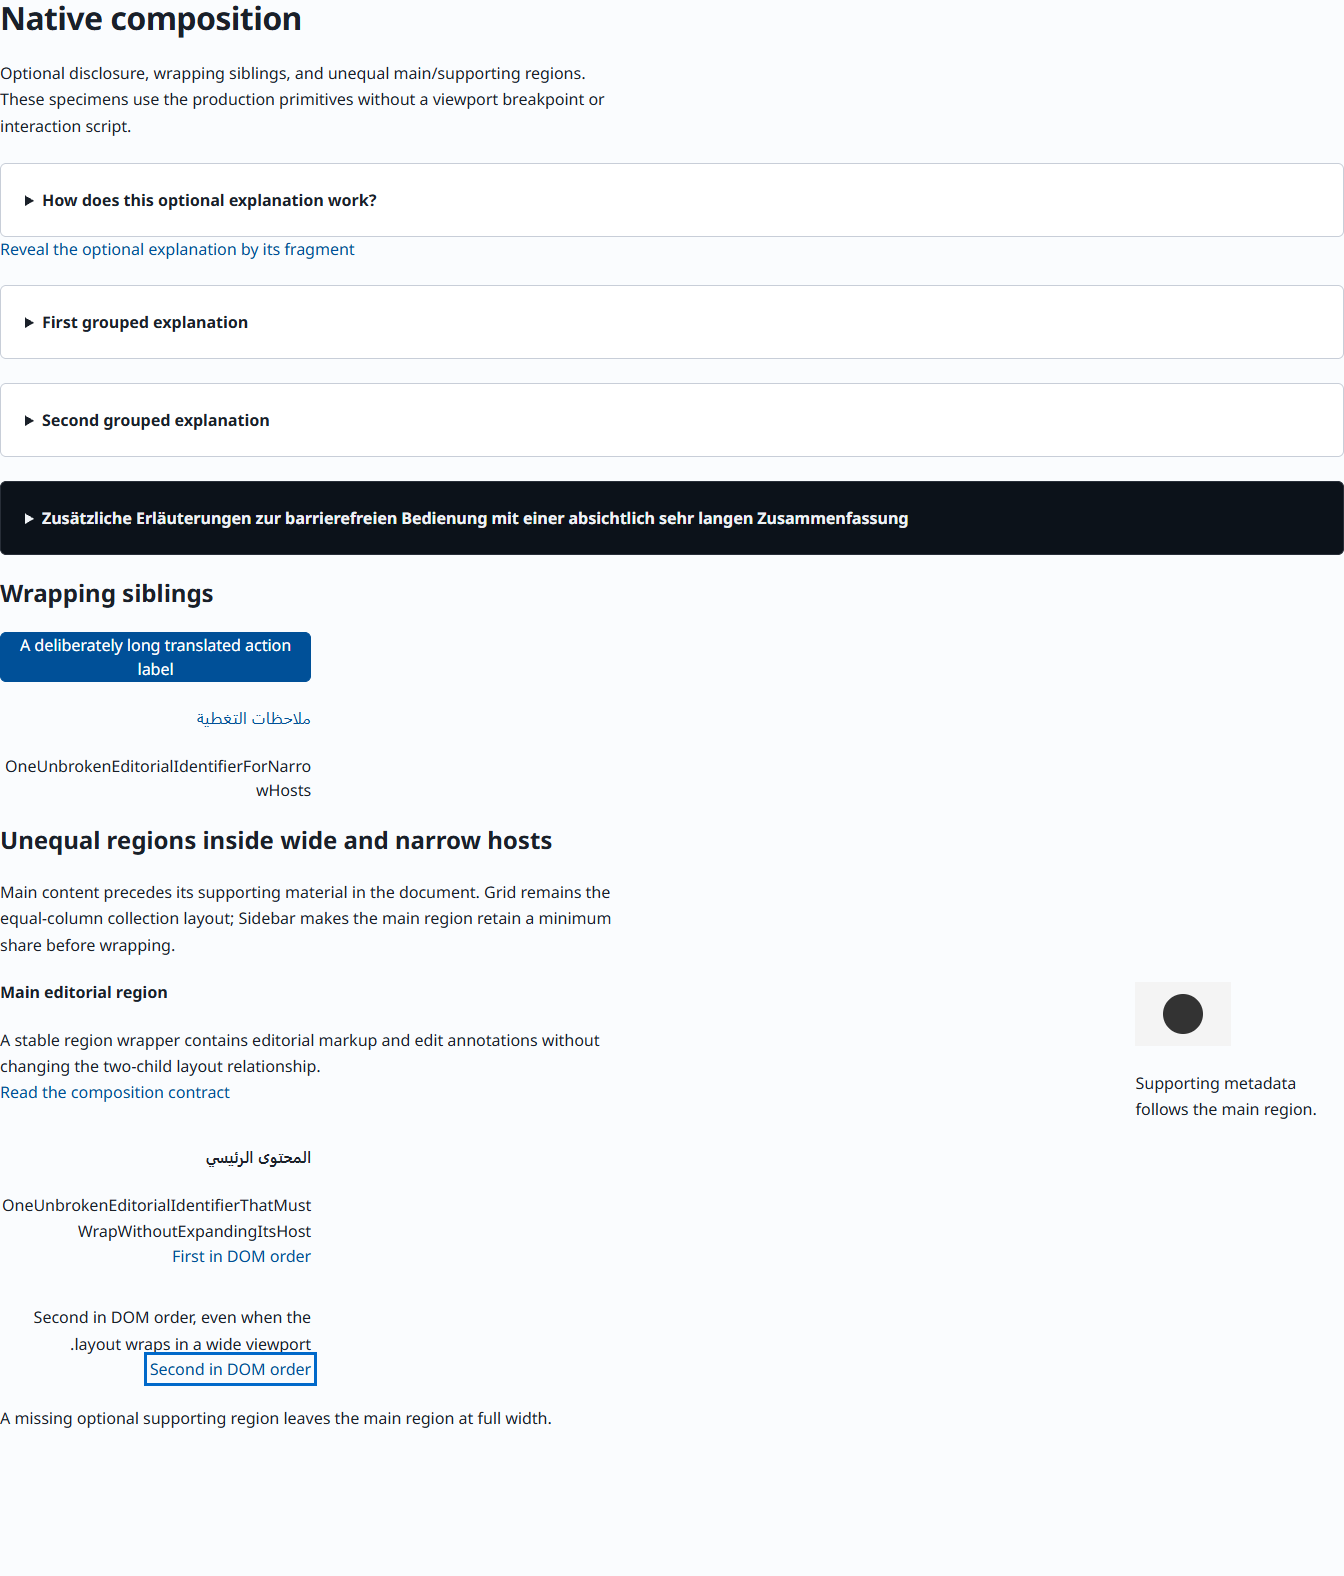 Native composition
Optional disclosure, wrapping siblings, and unequal main/supporting regions.
These specimens use the production primitives without a viewport breakpoint or
interaction script.
How does this optional explanation work?
Reveal the optional explanation by its fragment
First grouped explanation
Second grouped explanation
Zusätzliche Erläuterungen zur barrierefreien Bedienung mit einer absichtlich sehr langen Zusammenfassung
Wrapping siblings
A deliberately long translated action
label
ملاحظات التغطية
OneUnbrokenEditorialIdentifierForNarro
wHosts
Unequal regions inside wide and narrow hosts
Main content precedes its supporting material in the document. Grid remains the
equal-column collection layout; Sidebar makes the main region retain a minimum
share before wrapping.
Main editorial region
A stable region wrapper contains editorial markup and edit annotations without
changing the two-child layout relationship.
Read the composition contract
Supporting metadata
follows the main region.
المحتوى الرئيسي
OneUnbrokenEditorialIdentifierThatMust
WrapWithoutExpandingItsHost
First in DOM order
Second in DOM order, even when the
.layout wraps in a wide viewport
Second in DOM order
A missing optional supporting region leaves the main region at full width.